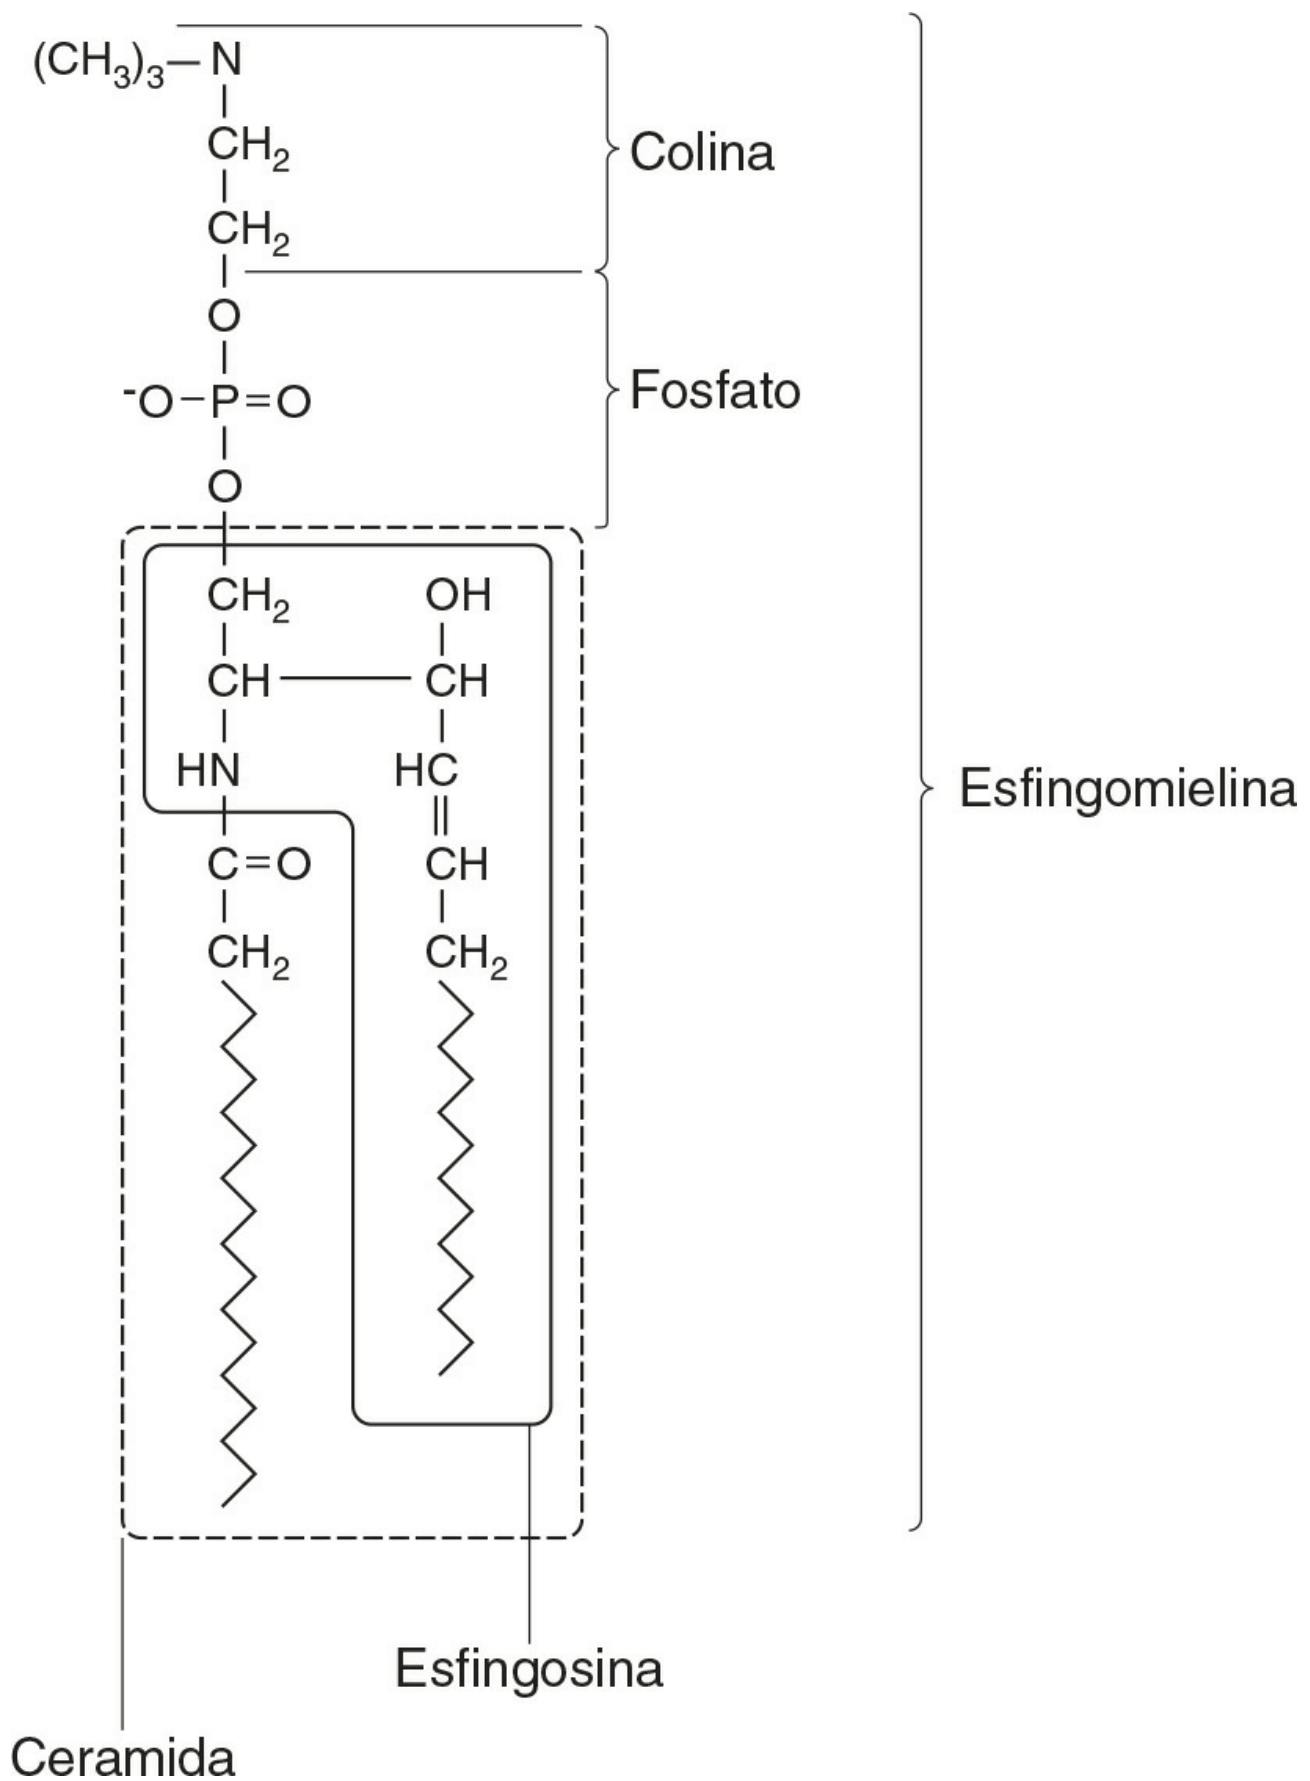 (CH3)3–N
CH2
Colina
CH2
O
-O–P=O
Fosfato
O
CH2 OH
CH CH
HN HC
Esfingomielina
C=O CH
CH2 CH2
Esfingosina
Ceramida